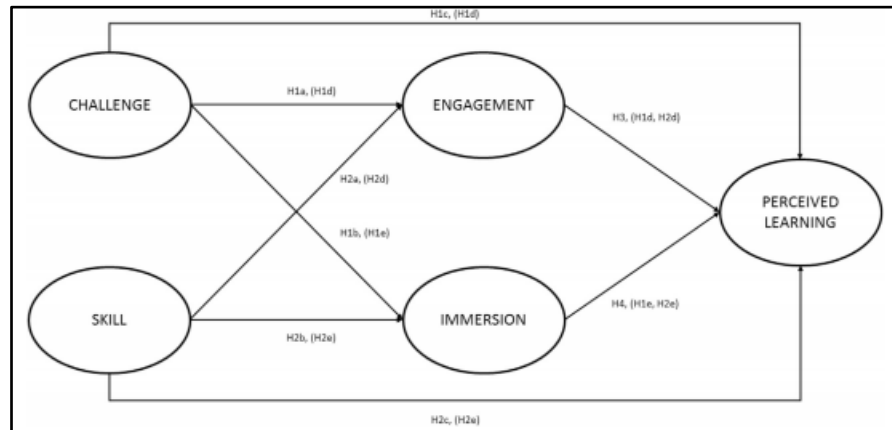 H1c, (H1d)
CHALLENGE
H1a, (H1d)
ENGAGEMENT
H3, (H1d, H2d)
H2a, (H2d)
PERCEIVED
LEARNING
H1b, (H1e)
H4, (H1e, H2e)
SKILL
H2b, (H2e)
IMMERSION
H2c, (H2e)